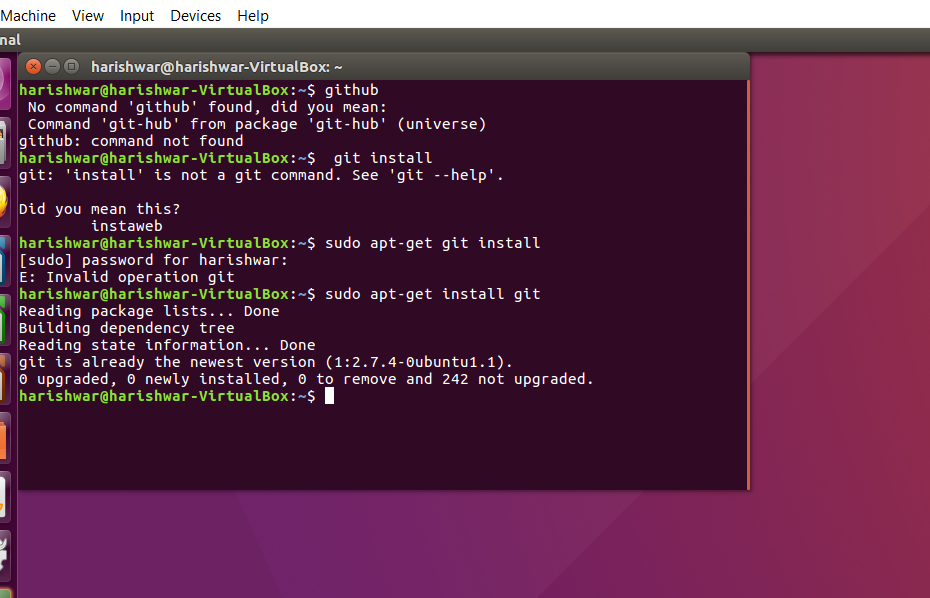 Machine View Input Devices Help
nal
harishwar@harishwar-VirtualBox: ~
harishwar@harishwar-VirtualBox:~$ github
 No command 'github' found, did you mean:
 Command 'git-hub' from package 'git-hub' (universe)
github: command not found
harishwar@harishwar-VirtualBox:~$  git install
git: 'install' is not a git command. See 'git --help'.

Did you mean this?
        instaweb
harishwar@harishwar-VirtualBox:~$ sudo apt-get git install
[sudo] password for harishwar:
E: Invalid operation git
harishwar@harishwar-VirtualBox:~$ sudo apt-get install git
Reading package lists... Done
Building dependency tree
Reading state information... Done
git is already the newest version (1:2.7.4-0ubuntu1.1).
0 upgraded, 0 newly installed, 0 to remove and 242 not upgraded.
harishwar@harishwar-VirtualBox:~$